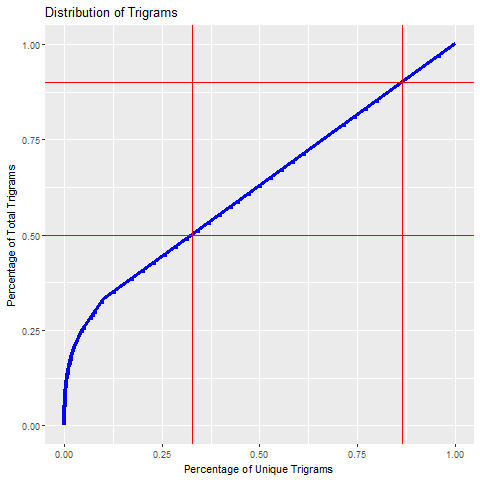 Distribution of Trigrams
Percentage of Total Trigrams
1.00
0.75
0.50
0.25
0.00
0.00 0.25 0.50 0.75 1.00
Percentage of Unique Trigrams